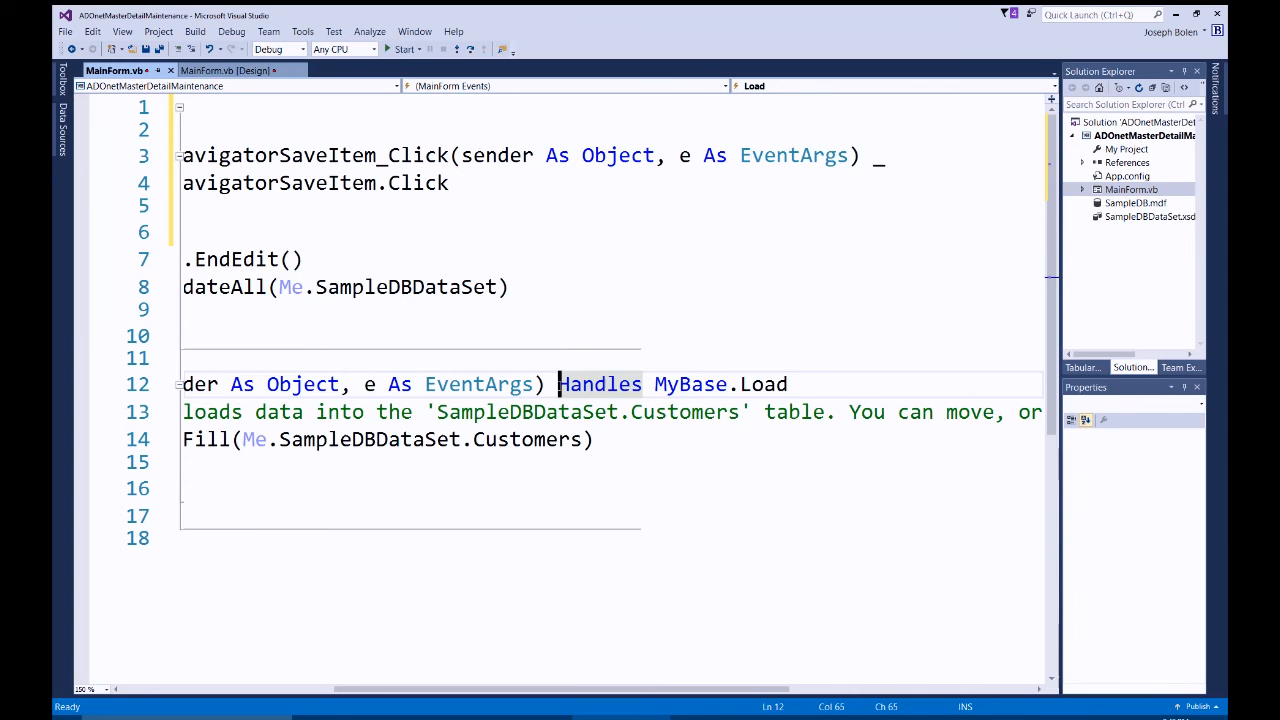 ADOnetMasterDetailMaintenance - Microsoft Visual Studio
4
Quick Launch (Ctrl+Q)
File Edit View Project Build Debug Team Tools Test Analyze Window Help
Joseph Bolen B
Debug Any CPU Start
Toolbox
Data Sources
MainForm.vb MainForm.vb [Design]
ADOnetMasterDetailMaintenance (MainForm Events) Load
1
2
3 avigatorSaveItem_Click(sender As Object, e As EventArgs) _
4 avigatorSaveItem.Click
5
6
7 .EndEdit()
8 dateAll(Me.SampleDBDataSet)
9
10
11
12 der As Object, e As EventArgs) Handles MyBase.Load
13 loads data into the 'SampleDBDataSet.Customers' table. You can move, or
14 Fill(Me.SampleDBDataSet.Customers)
15
16
17
18
150 %
Solution Explorer
Search Solution Explorer (Ctrl
Solution 'ADOnetMasterDet
ADOnetMasterDetailMa
My Project
References
App.config
MainForm.vb
SampleDB.mdf
SampleDBDataSet.xsd
Tabular... Solution... Team Ex...
Properties
Notifications
Ready Ln 12 Col 65 Ch 65 INS Publish